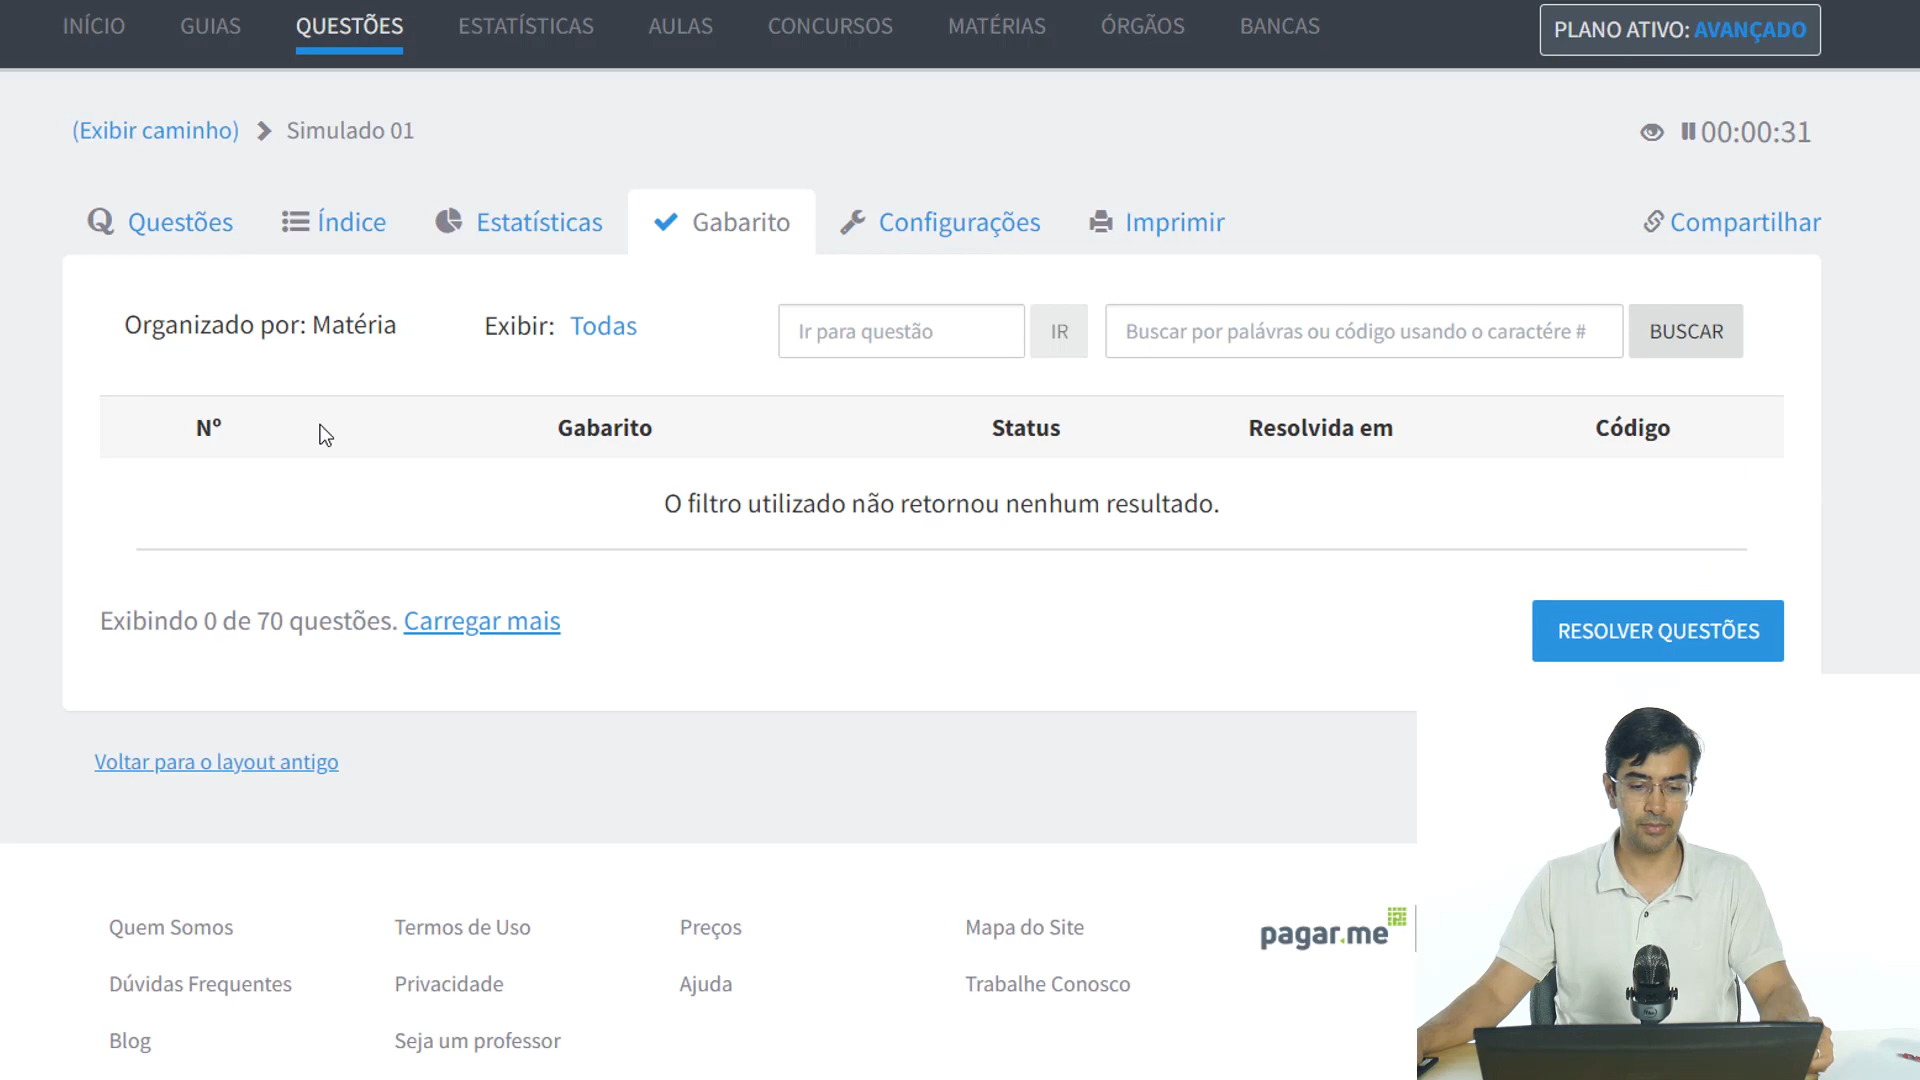 INÍCIO GUIAS QUESTÕES ESTATÍSTICAS AULAS CONCURSOS MATÉRIAS ÓRGÃOS BANCAS PLANO ATIVO: AVANÇADO
(Exibir caminho) Simulado 01 00:00:31
Q Questões Índice Estatísticas Gabarito Configurações Imprimir Compartilhar
Organizado por: Matéria Exibir: Todas Ir para questão IR Buscar por palávras ou código usando o caractére # BUSCAR
Nº Gabarito Status Resolvida em Código
O filtro utilizado não retornou nenhum resultado.
Exibindo 0 de 70 questões. Carregar mais RESOLVER QUESTÕES
Voltar para o layout antigo
Quem Somos Termos de Uso Preços Mapa do Site pagar.me
Dúvidas Frequentes Privacidade Ajuda Trabalhe Conosco
Blog Seja um professor